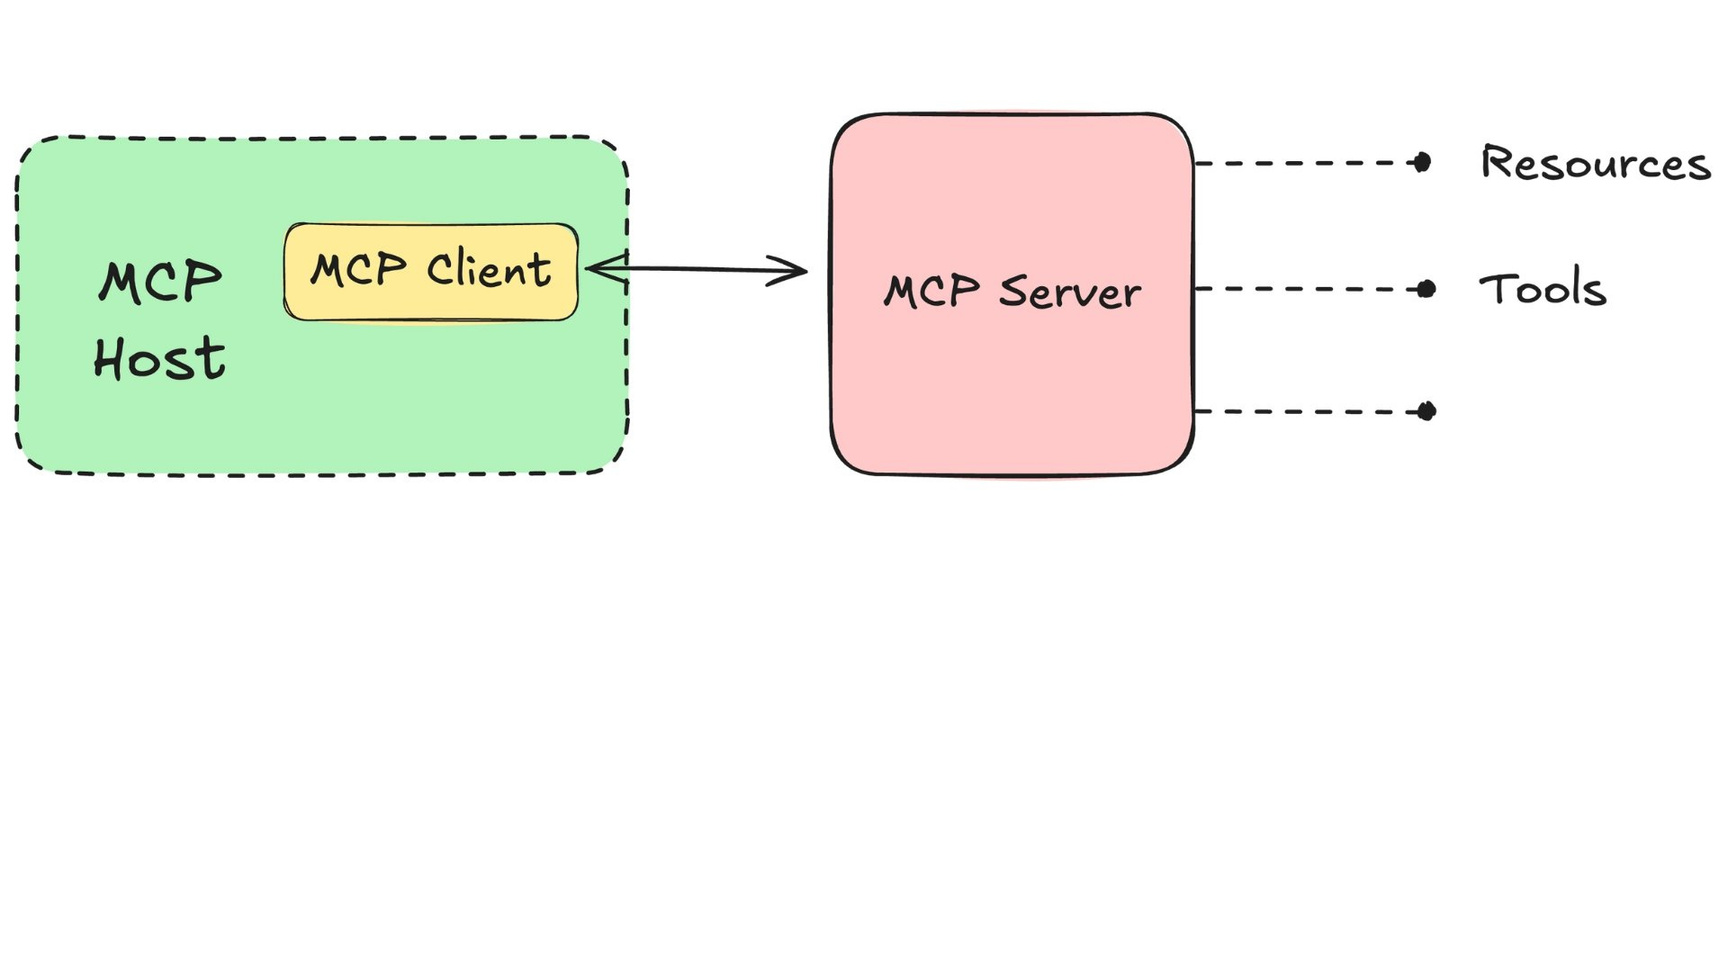 MCP
Host
MCP Client
MCP Server
Resources
Tools